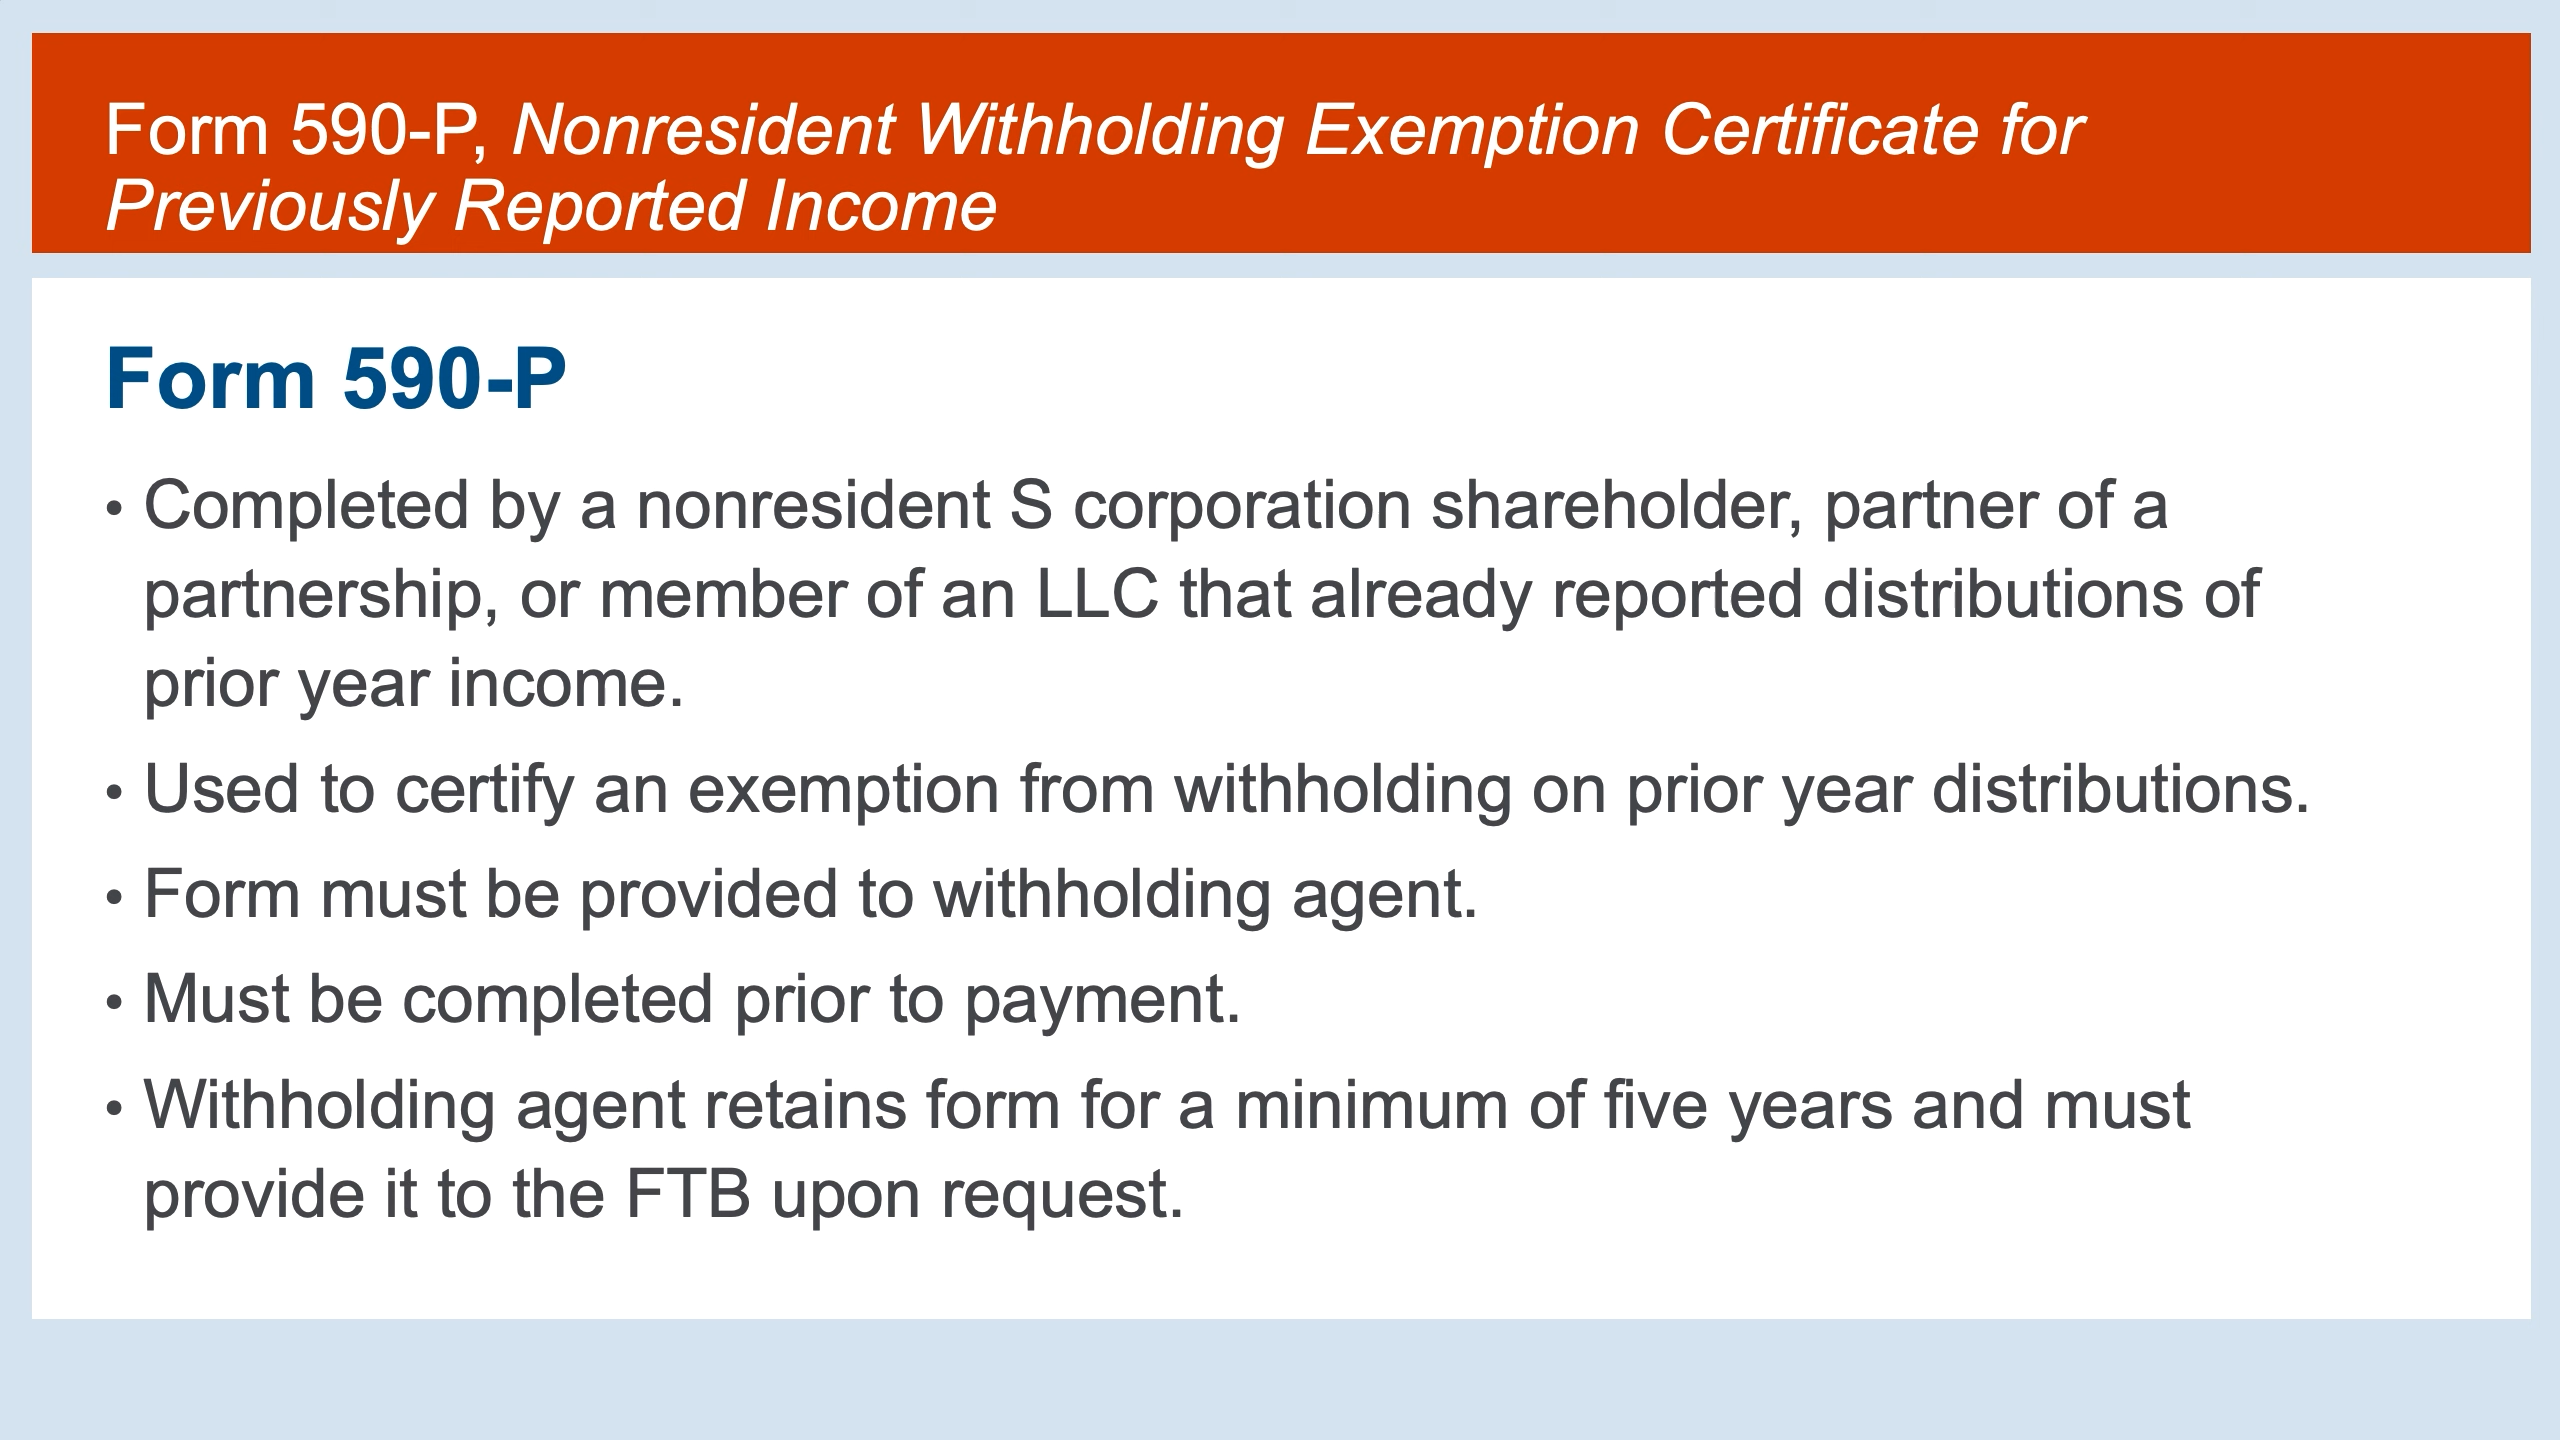 Form 590-P, Nonresident Withholding Exemption Certificate for
Previously Reported Income
Form 590-P
• Completed by a nonresident S corporation shareholder, partner of a
partnership, or member of an LLC that already reported distributions of
prior year income.
• Used to certify an exemption from withholding on prior year distributions.
• Form must be provided to withholding agent.
• Must be completed prior to payment.
• Withholding agent retains form for a minimum of five years and must
provide it to the FTB upon request.